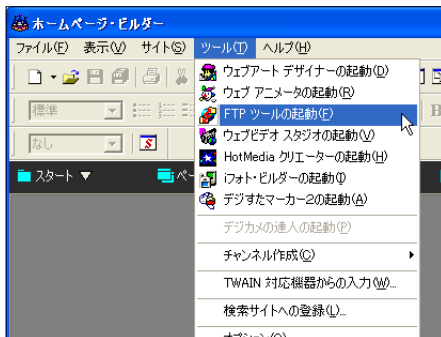 ホームページ・ビルダー
ファイル(F) 表示(V) サイト(S) ツール(T) ヘルプ(H)
ウェブアート デザイナーの起動(D)
ウェブ アニメータの起動(R)
標準
FTP ツールの起動(F)
ウェブビデオ スタジオの起動(V)
なし
HotMedia クリエーターの起動(H)
スタート ▼
iフォト・ビルダーの起動(I)
デジすたマーカー2の起動(A)
デジカメの達人の起動(P)
チャンネル作成(C)
TWAIN 対応機器からの入力(W)...
検索サイトへの登録(L)...